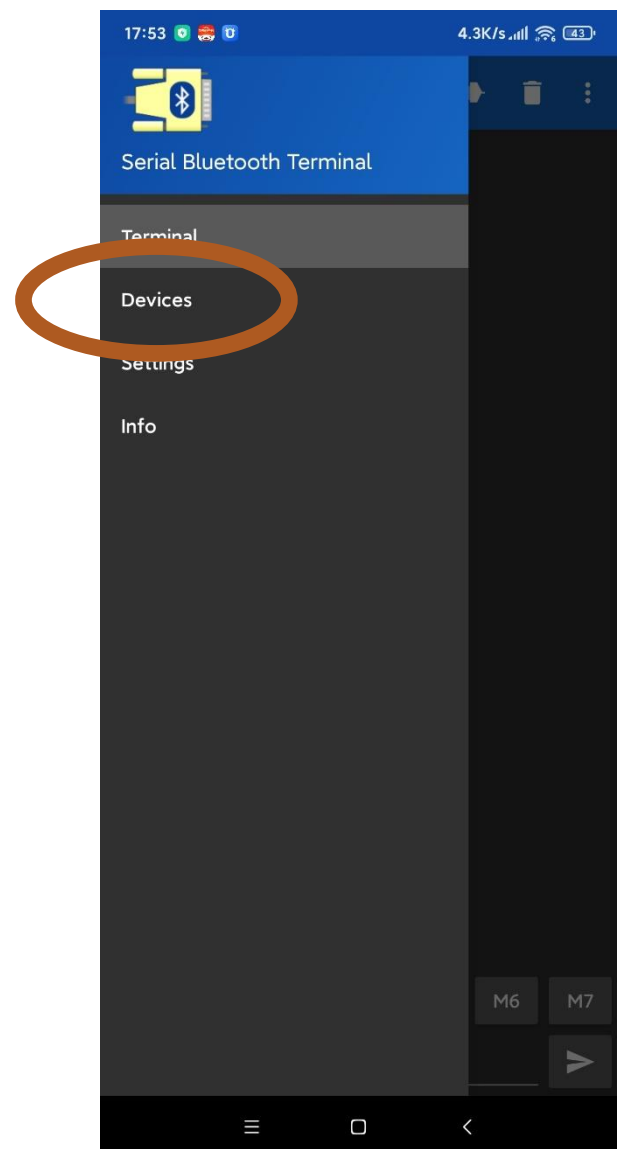 17:53
4.3K/s
43
Serial Bluetooth Terminal
Terminal
Devices
Settings
Info
M6
M7